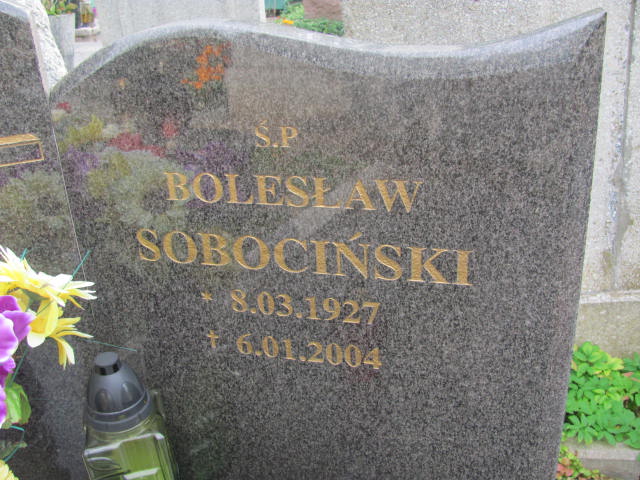 Ś.P
BOLESŁAW
SOBOCIŃSKI
* 8.03.1927
† 6.01.2004